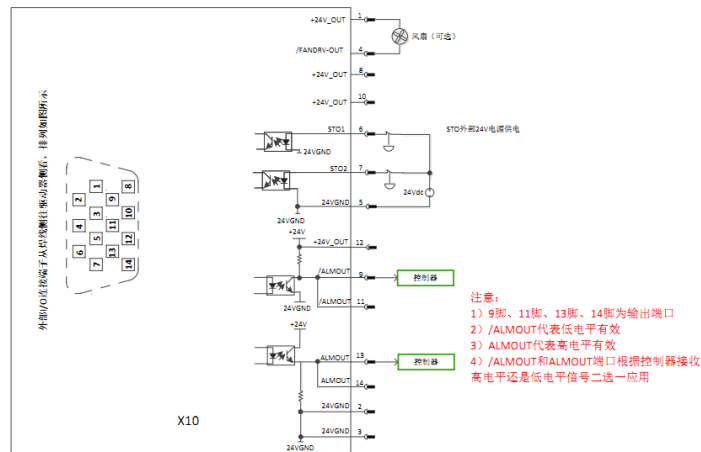 +24V_OUT
1
/FANDRV-OUT
4
风扇（可选）
+24V_OUT
8
+24V_OUT
10
STO1
6
STO外部24V电源供电
24VGND
STO2
7
24Vdc
24VGND
5
24VGND
+24V
+24V_OUT
12
/ALMOUT
9
控制器
/ALMOUT
11
24VGND
+24V
ALMOUT
13
控制器
ALMOUT
14
24VGND
2
24VGND
3
24VGND
X10
外部I/O连接端子从焊线侧往驱动器侧看，排列如图所示
1
8
2
9
3
10
4
11
5
12
6
13
7
14
注意：
1）9脚、11脚、13脚、14脚为输出端口
2）/ALMOUT代表低电平有效
3）ALMOUT代表高电平有效
4）/ALMOUT和ALMOUT端口根据控制器接收
高电平还是低电平信号二选一应用